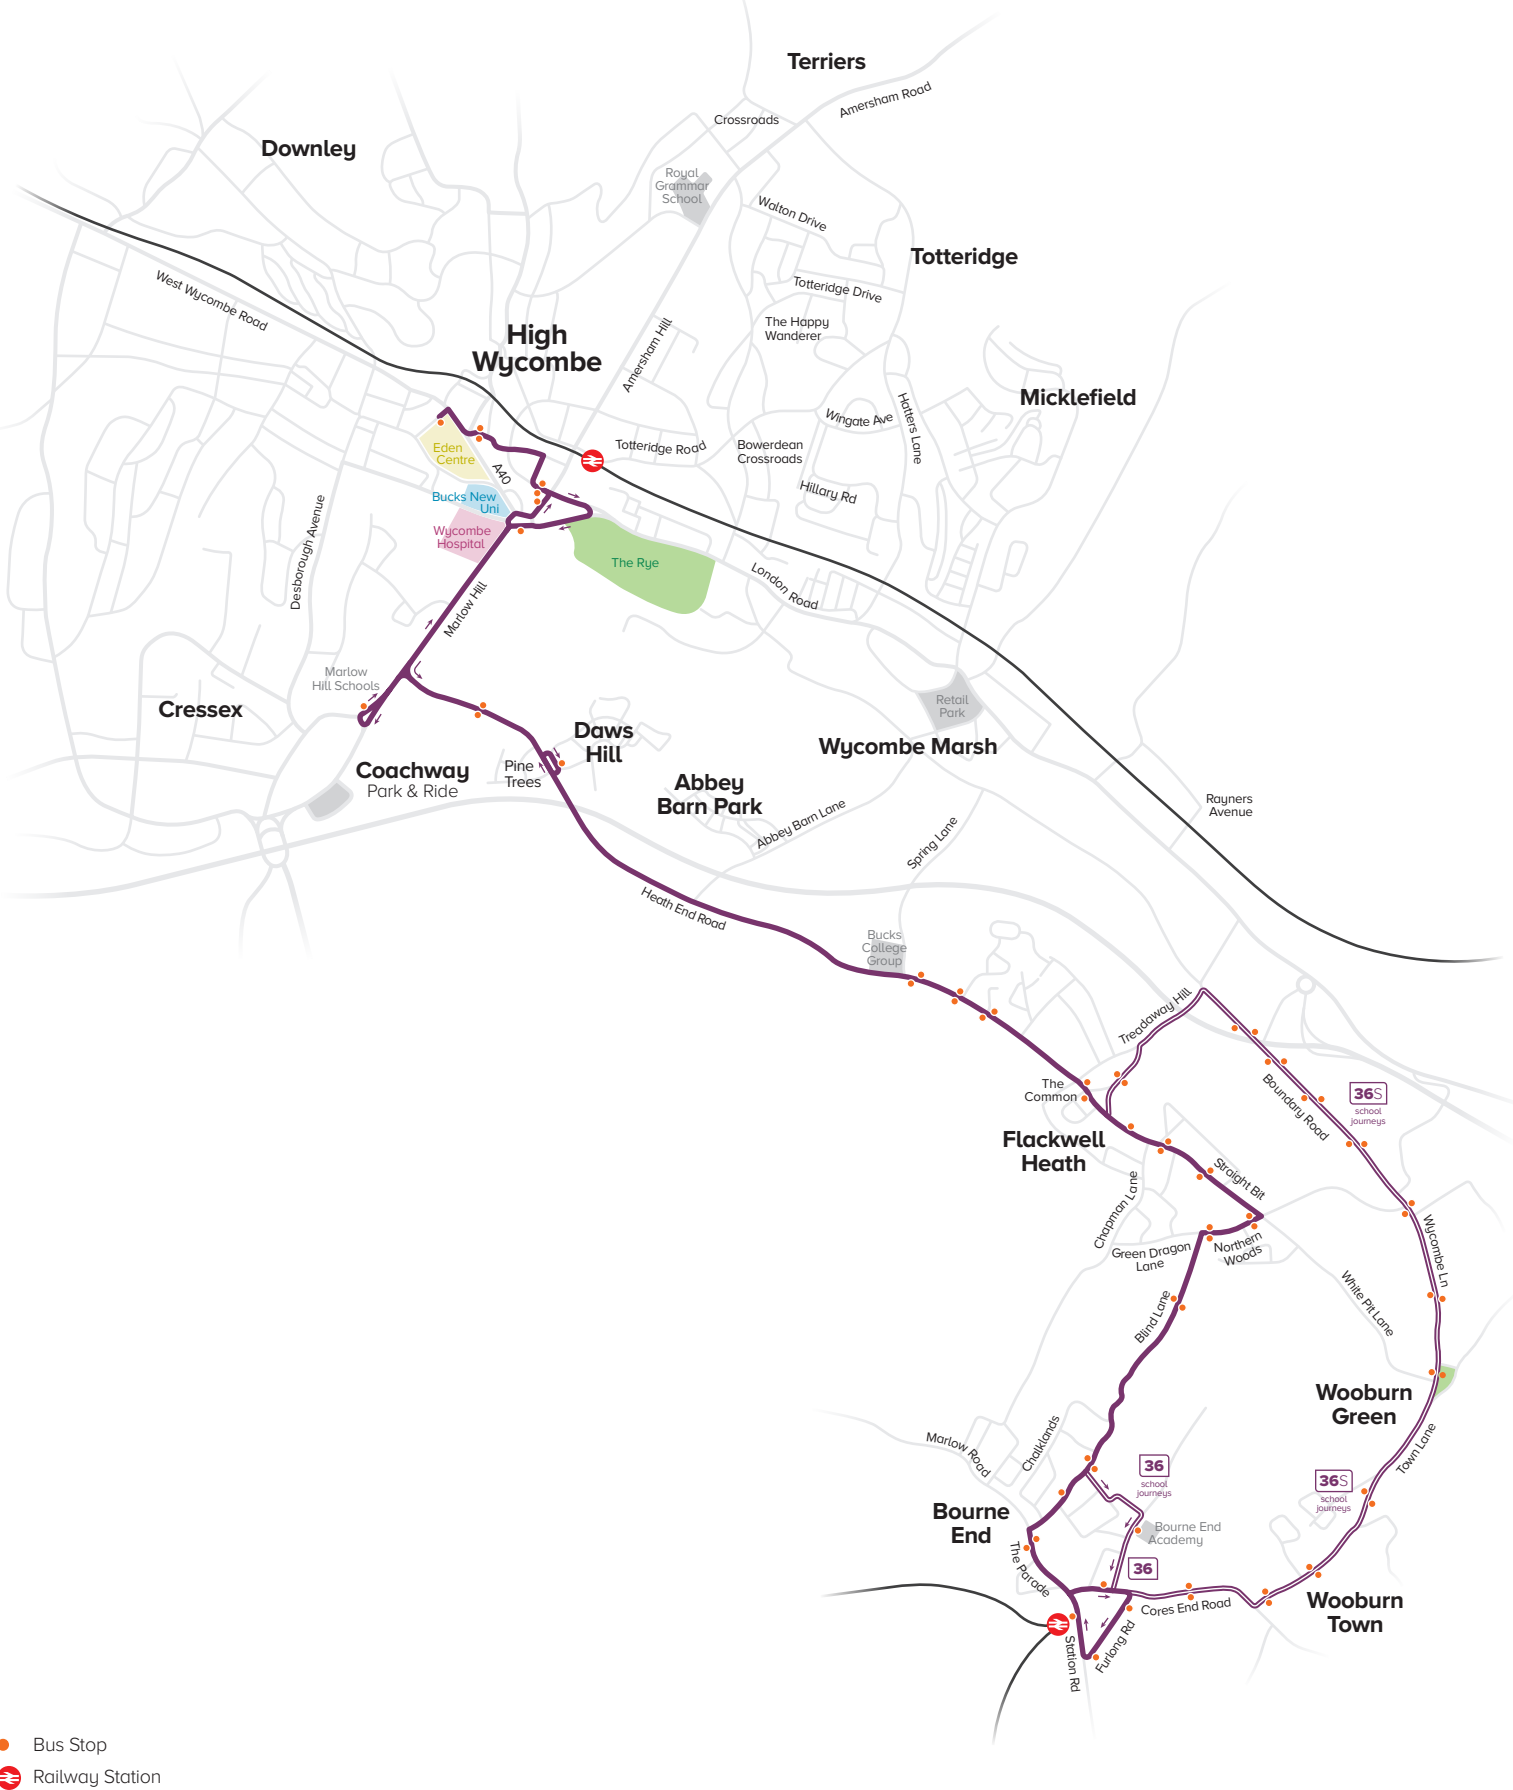 Terriers
Amersham Road
Crossroads
Downley
Royal
Grammar
School
Walton Drive
Totteridge
West Wycombe Road
Totteridge Drive
The Happy
Wanderer
High
Wycombe
Amersham Hill
Micklefield
Hatters Lane
Wingate Ave
Totteridge Road
Bowerdean
Crossroads
Eden
Centre
A40
Hillary Rd
Bucks New
Uni
Wycombe
Hospital
Desborough Avenue
The Rye
London Road
Marlow Hill
Marlow
Hill Schools
Cressex
Retail
Park
Daws
Hill
Wycombe Marsh
Pine
Trees
Coachway
Park & Ride
Abbey
Barn Park
Abbey Barn Lane
Rayners
Avenue
Spring Lane
Heath End Road
Bucks
College
Group
Treadaway Hill
The
Common
Boundary Road
36S
school
journeys
Flackwell
Heath
Straight Bit
Chapman Lane
Green Dragon
Lane
Northern
Woods
Wycombe Ln
White Pit Lane
Blind Lane
Wooburn
Green
Town Lane
Marlow Road
Chalklands
36
school
journeys
36S
school
journeys
Bourne
End
Bourne End
Academy
The Parade
36
Cores End Road
Wooburn
Town
Station Rd
Furlong Rd
Bus Stop
Railway Station